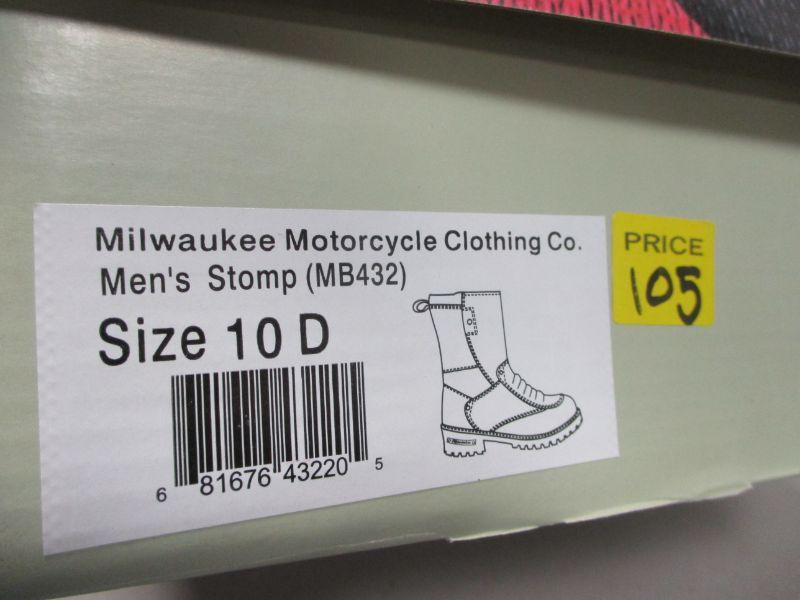 Milwaukee Motorcycle Clothing Co.
Men's Stomp (MB432)
Size 10 D
6 81676 43220 5
PRICE
105